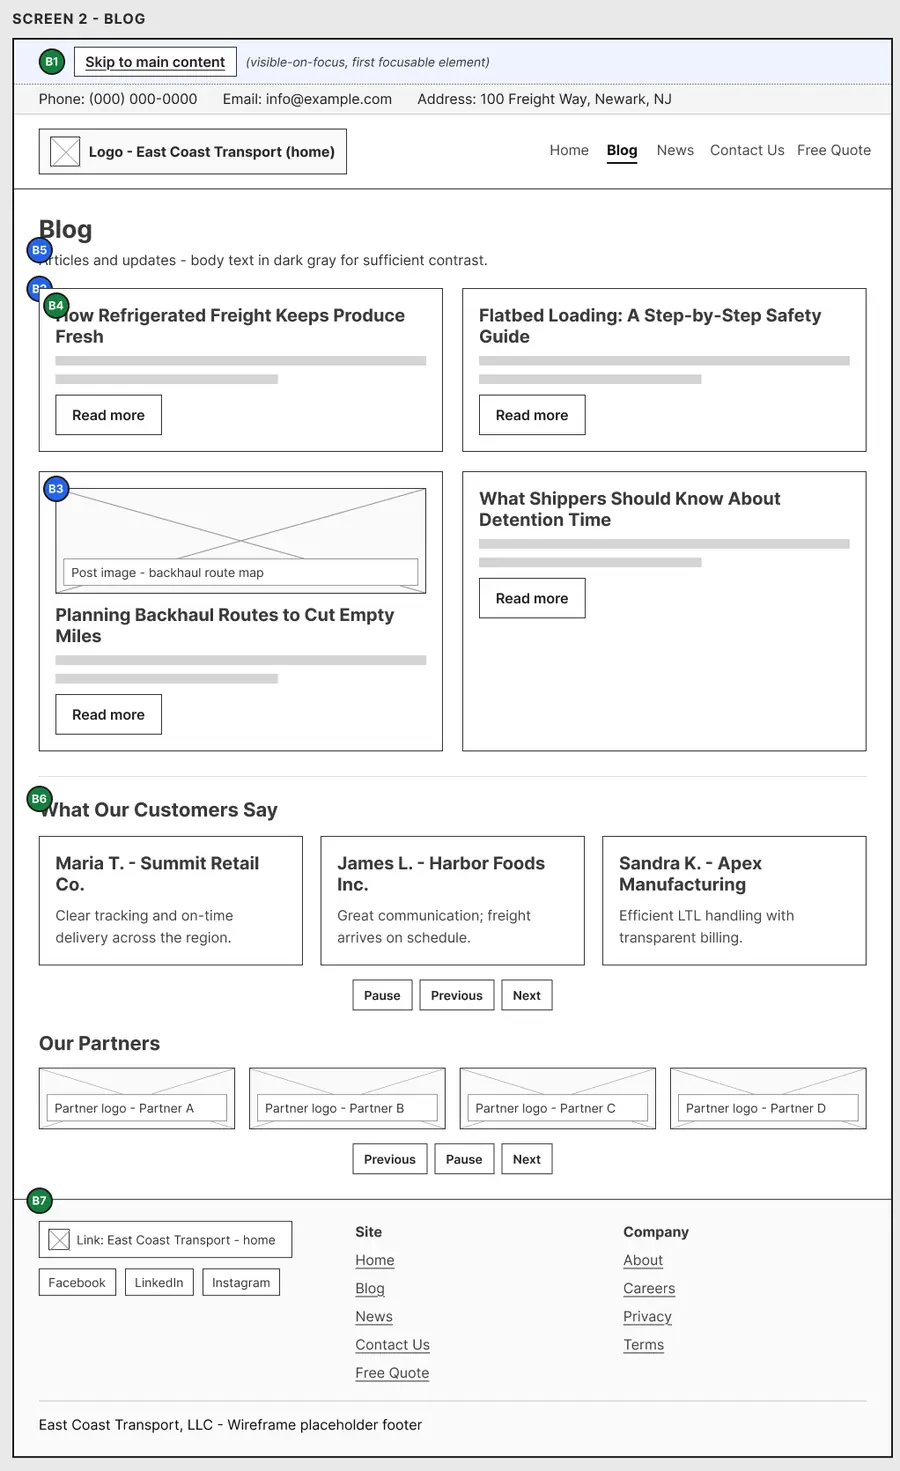 SCREEN 2 - BLOG
B1 Skip to main content (visible-on-focus, first focusable element)
Phone: (000) 000-0000 Email: info@example.com Address: 100 Freight Way, Newark, NJ
Logo - East Coast Transport (home)
Home Blog News Contact Us Free Quote
Blog
B5
Articles and updates - body text in dark gray for sufficient contrast.
B4
How Refrigerated Freight Keeps Produce
Fresh
Read more
Flatbed Loading: A Step-by-Step Safety
Guide
Read more
B3
Post image - backhaul route map
Planning Backhaul Routes to Cut Empty
Miles
Read more
What Shippers Should Know About
Detention Time
Read more
B6
What Our Customers Say
Maria T. - Summit Retail
Co.
Clear tracking and on-time
delivery across the region.
James L. - Harbor Foods
Inc.
Great communication; freight
arrives on schedule.
Sandra K. - Apex
Manufacturing
Efficient LTL handling with
transparent billing.
Pause Previous Next
Our Partners
Partner logo - Partner A
Partner logo - Partner B
Partner logo - Partner C
Partner logo - Partner D
Previous Pause Next
B7
Link: East Coast Transport - home
Facebook LinkedIn Instagram
Site
Home
Blog
News
Contact Us
Free Quote
Company
About
Careers
Privacy
Terms
East Coast Transport, LLC - Wireframe placeholder footer